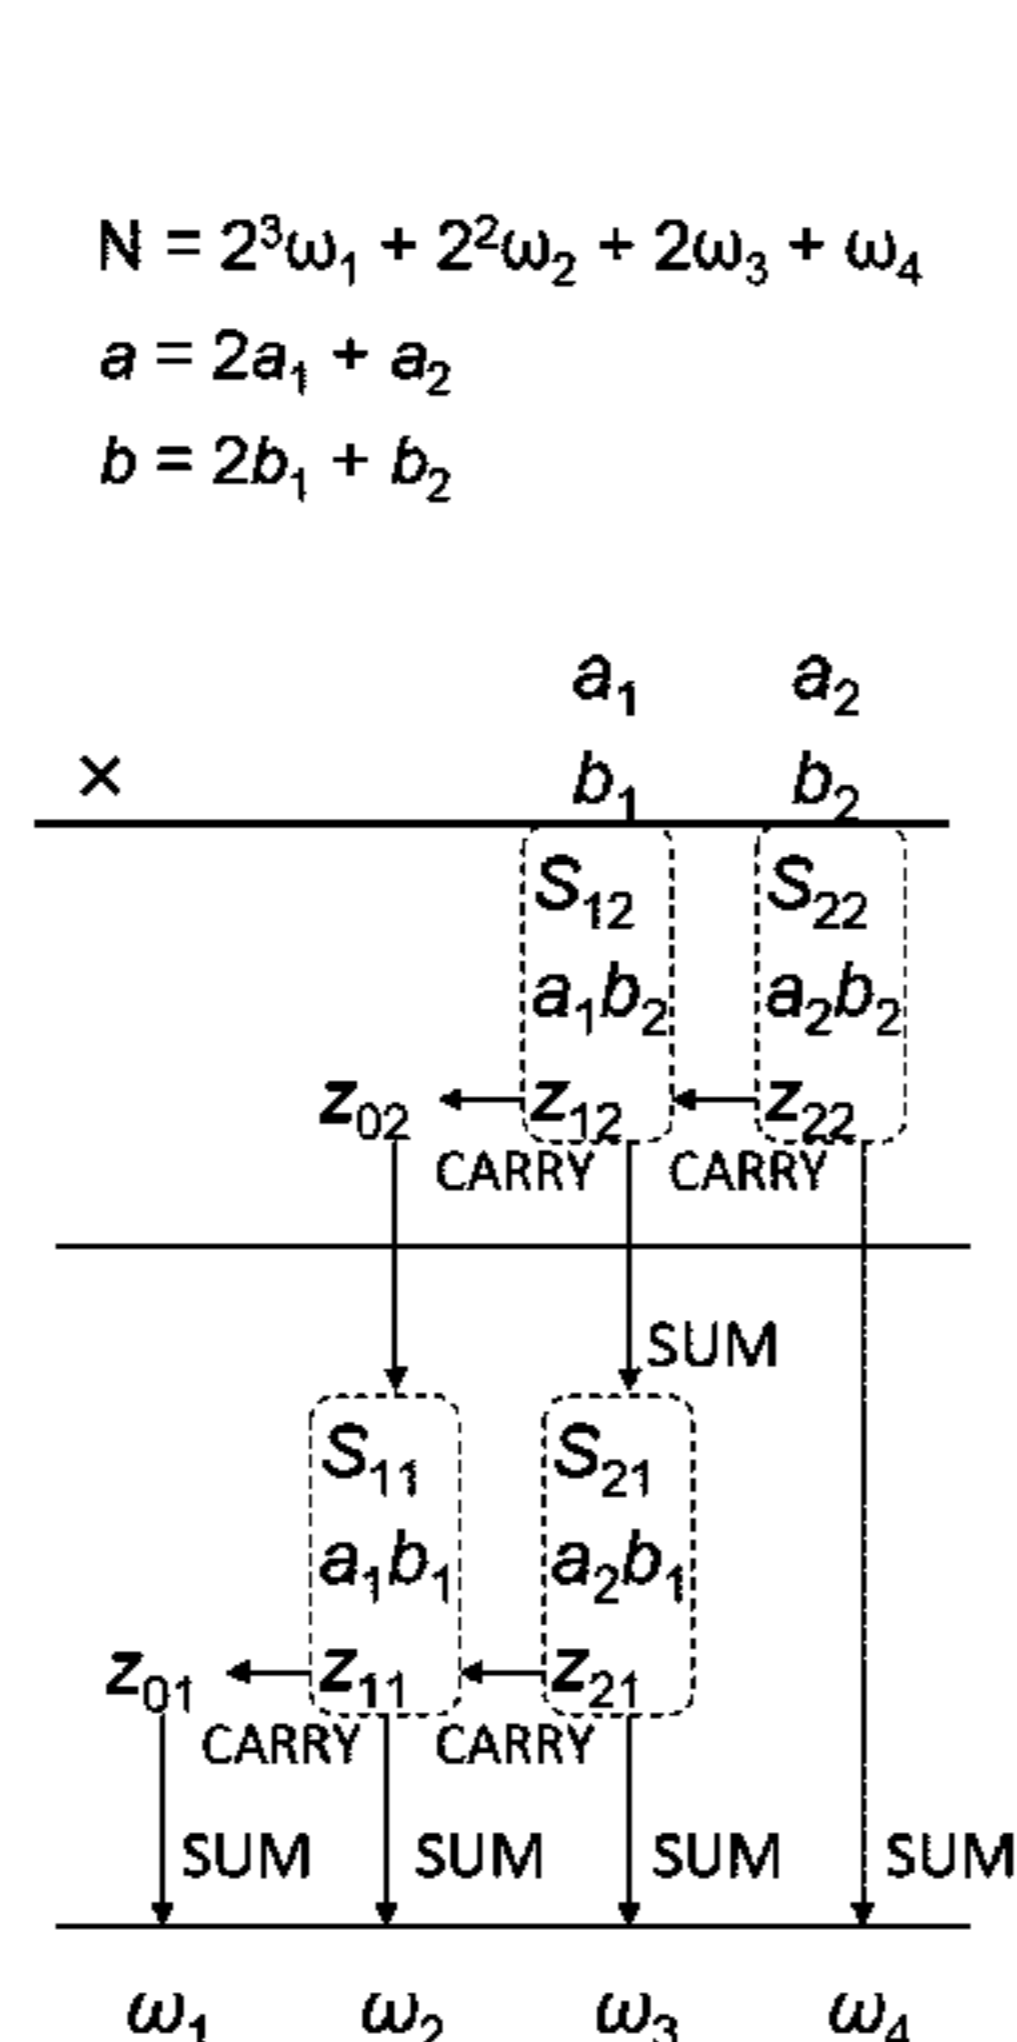 N = 2³ω₁ + 2²ω₂ + 2ω₃ + ω₄
a = 2a₁ + a₂
b = 2b₁ + b₂
a₁ a₂
× b₁ b₂
S₁₂ S₂₂
a₁b₂ a₂b₂
z₀₂ z₁₂ z₂₂
CARRY CARRY
SUM
S₁₁ S₂₁
a₁b₁ a₂b₁
z₀₁ z₁₁ z₂₁
CARRY CARRY
SUM SUM SUM SUM
ω₁ ω₂ ω₃ ω₄